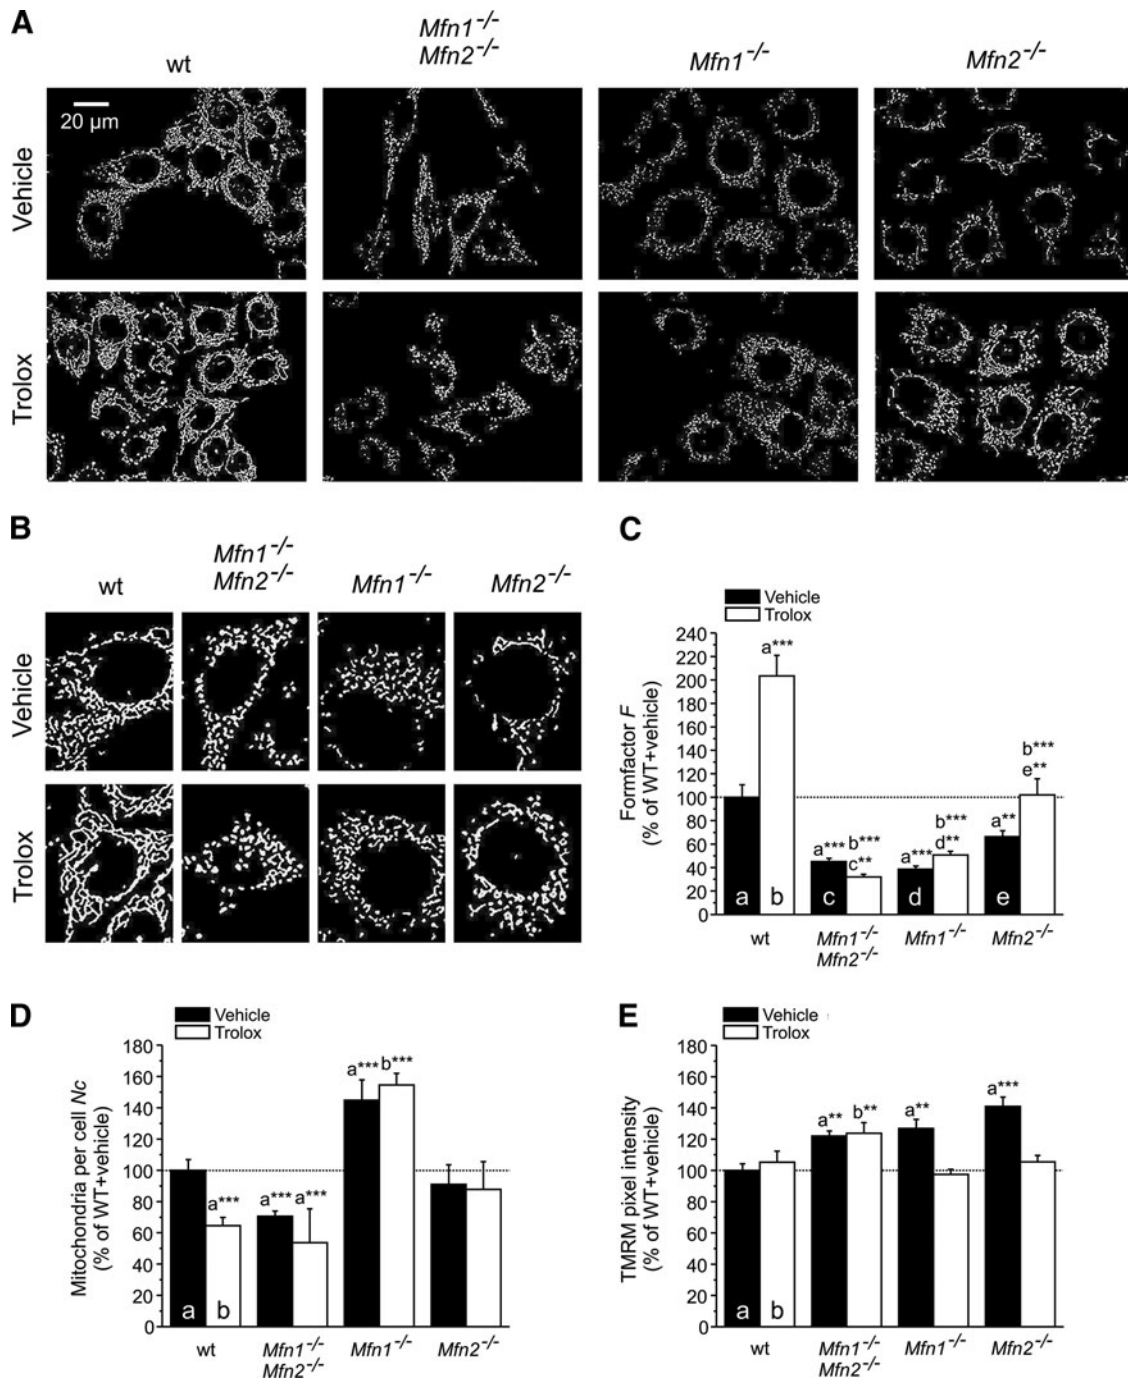 A
wt
Mfn1-/-
Mfn2-/-
Mfn1-/-
Mfn2-/-
20 µm
Vehicle
Trolox
B
wt
Mfn1-/-
Mfn2-/-
Mfn1-/-
Mfn2-/-
Vehicle
Trolox
C
Vehicle
Trolox
Formfactor F
(% of WT+vehicle)
240
220
200
180
160
140
120
100
80
60
40
20
0
a***
a***
b***
c**
a***
b***
d**
a**
b***
e**
a
b
c
d
e
wt
Mfn1-/-
Mfn2-/-
Mfn1-/-
Mfn2-/-
D
Vehicle
Trolox
Mitochondria per cell Nc
(% of WT+vehicle)
180
160
140
120
100
80
60
40
20
0
a***
a***
a***
a***
b***
a
b
wt
Mfn1-/-
Mfn2-/-
Mfn1-/-
Mfn2-/-
E
Vehicle
Trolox
TMRM pixel intensity
(% of WT+vehicle)
180
160
140
120
100
80
60
40
20
0
a**
b**
a**
a***
a
b
wt
Mfn1-/-
Mfn2-/-
Mfn1-/-
Mfn2-/-